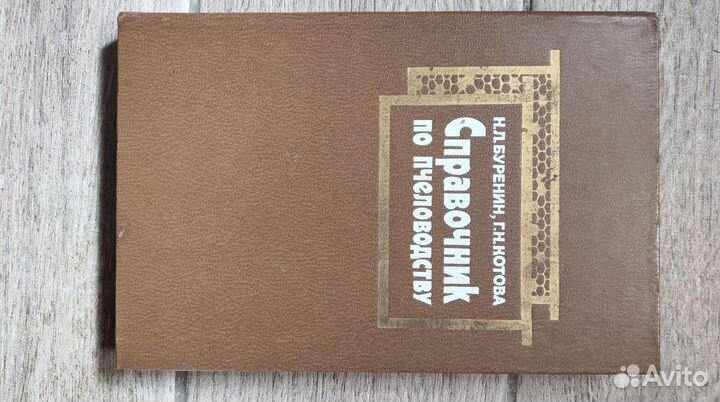 Н.Л.БУРЕНИН, Г.Н.КОТОВА
Справочник
по пчеловодству
Avito